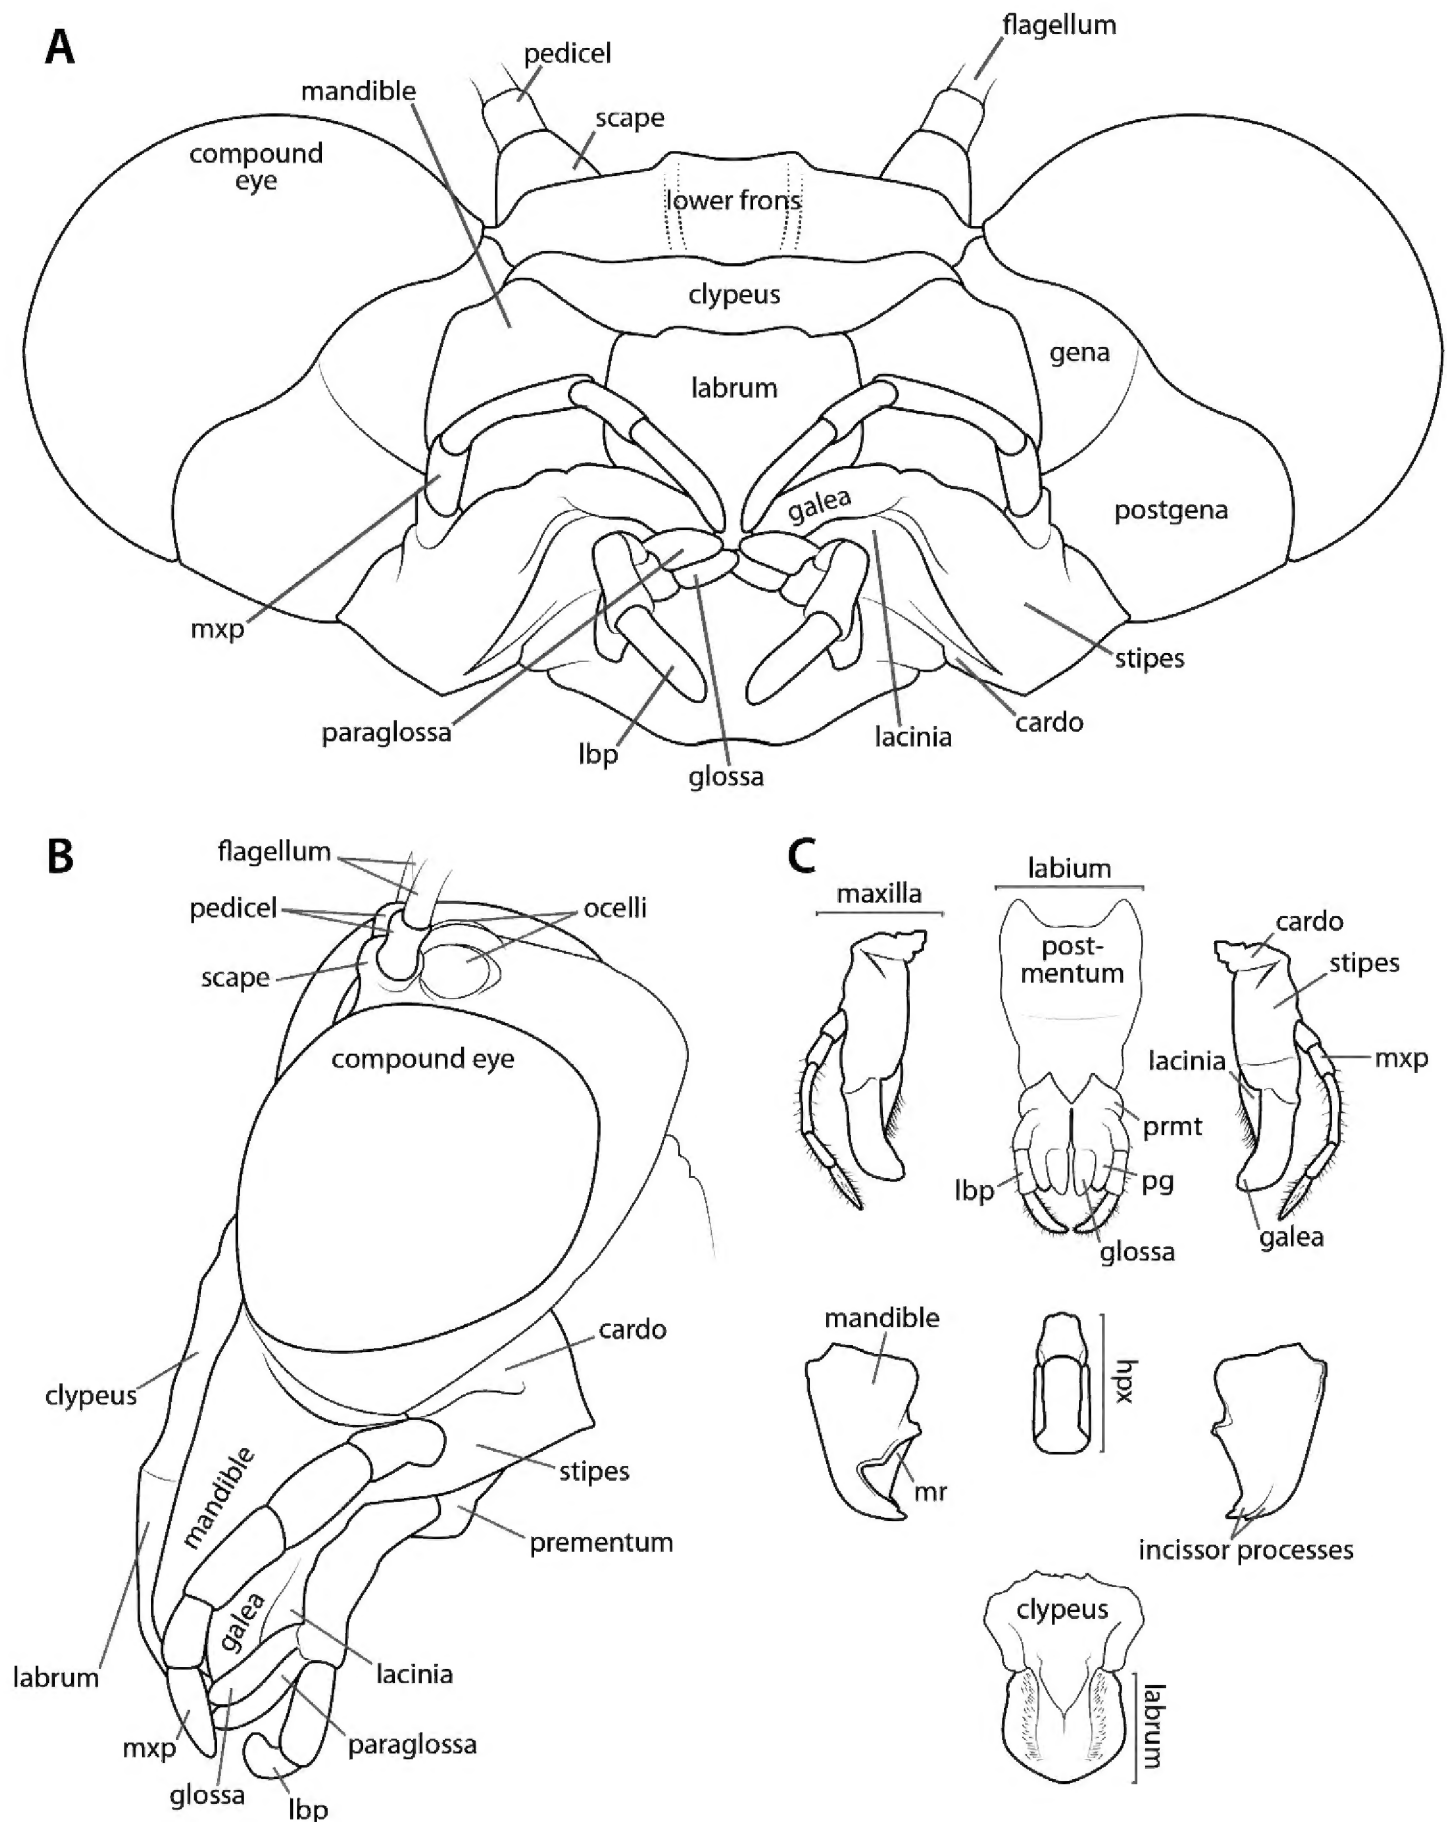 A
flagellum
pedicel
mandible
scape
compound
eye
lower frons
clypeus
gena
labrum
galea
postgena
mxp
stipes
cardo
paraglossa
lacinia
lbp
glossa
B
flagellum
pedicel
ocelli
scape
compound eye
cardo
clypeus
mandible
stipes
prementum
galea
labrum
lacinia
mxp
paraglossa
glossa
lbp
C
labium
maxilla
cardo
post-
mentum
stipes
lacinia
mxp
prmt
lbp
pg
glossa
galea
mandible
hpx
mr
incissor processes
clypeus
labrum